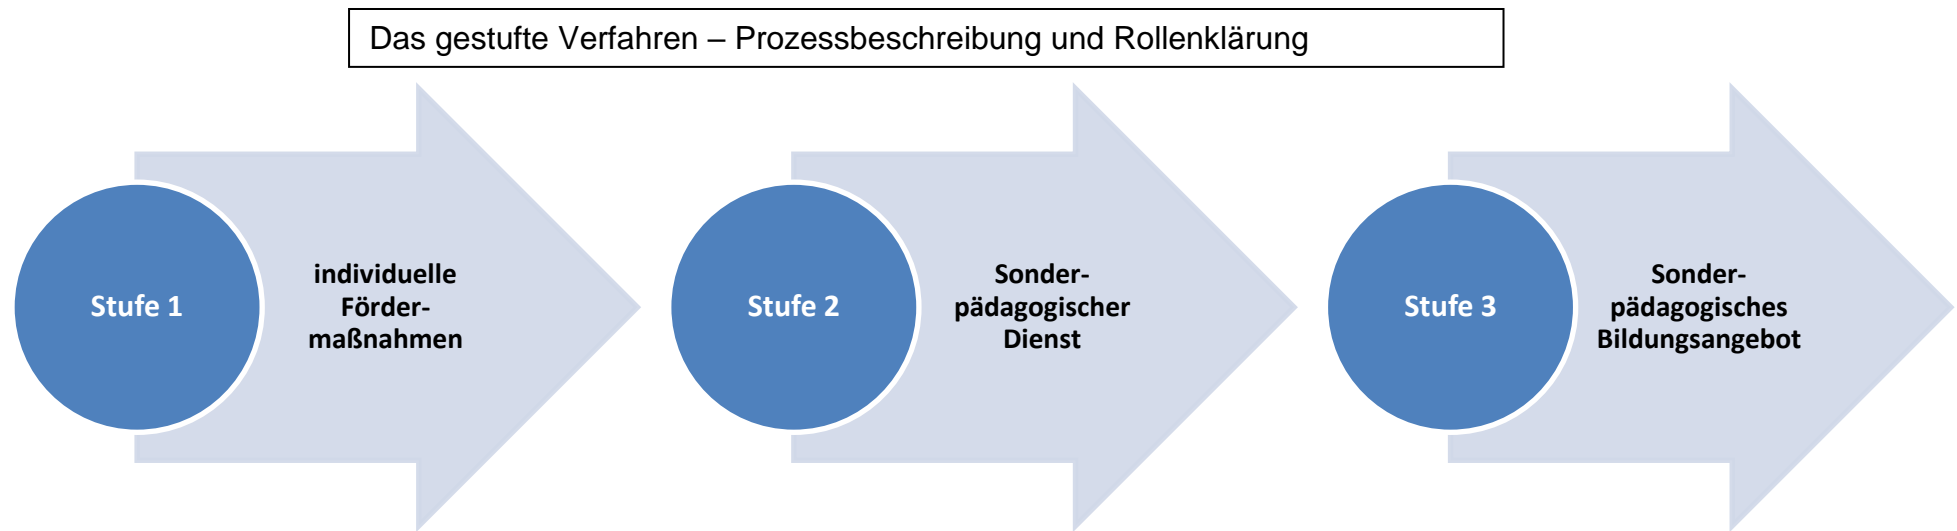 Das gestufte Verfahren – Prozessbeschreibung und Rollenklärung
Stufe 1
individuelle
Förder-
maßnahmen
Stufe 2
Sonder-
pädagogischer
Dienst
Stufe 3
Sonder-
pädagogisches
Bildungsangebot